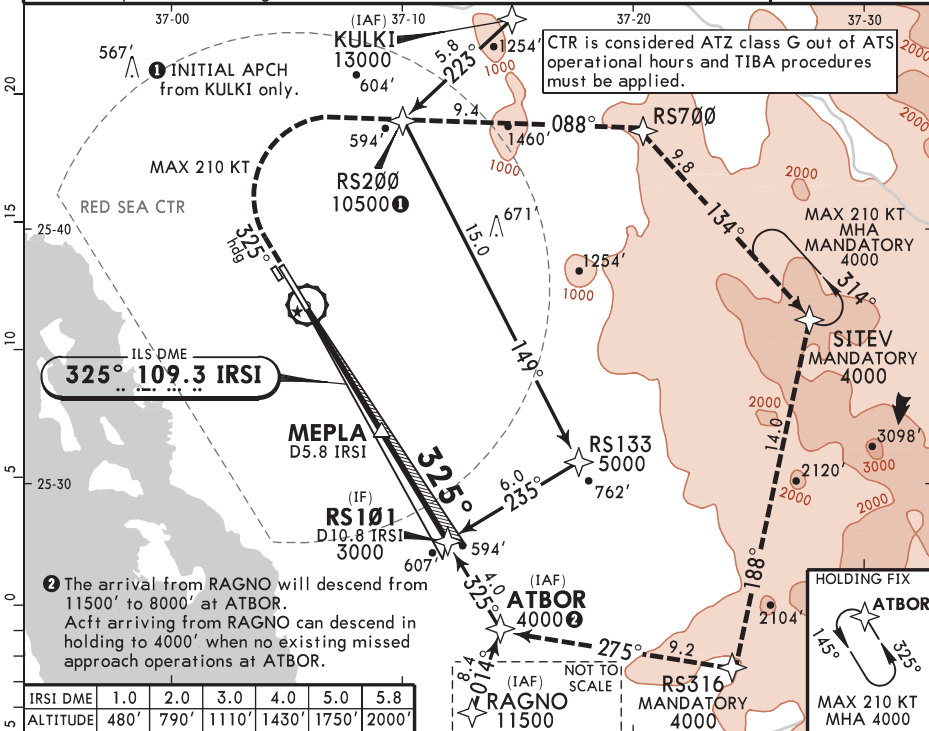 37-00
37-10
37-20
37-30
(IAF)
KULKI
13000
1254'
1000
5.8
223°
567'
604'
❶ INITIAL APCH
from KULKI only.
CTR is considered ATZ class G out of ATS
operational hours and TIBA procedures
must be applied.
2000
2000
20
594'
9.4
088°
1460'
1000
RS7ØØ
MAX 210 KT
RS2ØØ
10500❶
9.8
134°
2000
RED SEA CTR
15
25-40
325°
hdg
671'
15.0
149°
MAX 210 KT
MHA
MANDATORY
4000
314°
1254'
1000
10
SITEV
MANDATORY
4000
ILS DME
325° 109.3 IRSI
2000
14.0
3098'
3000
MEPLA
D5.8 IRSI
325°
RS133
5000
762'
6.0
235°
2120'
2000
2000
5
25-30
(IF)
RS1Ø1
D10.8 IRSI
3000
594'
607'
188°
❷ The arrival from RAGNO will descend from
11500' to 8000' at ATBOR.
Acft arriving from RAGNO can descend in
holding to 4000' when no existing missed
approach operations at ATBOR.
0
4.0
325°
(IAF)
ATBOR
4000❷
2104'
HOLDING FIX
ATBOR
145°
325°
MAX 210 KT
MHA 4000
275°
9.2
RS316
MANDATORY
4000
8.4
014°
NOT TO
SCALE
(IAF)
RAGNO
11500
5
IRSI DME 1.0 2.0 3.0 4.0 5.0 5.8
ALTITUDE 480' 790' 1110' 1430' 1750' 2000'